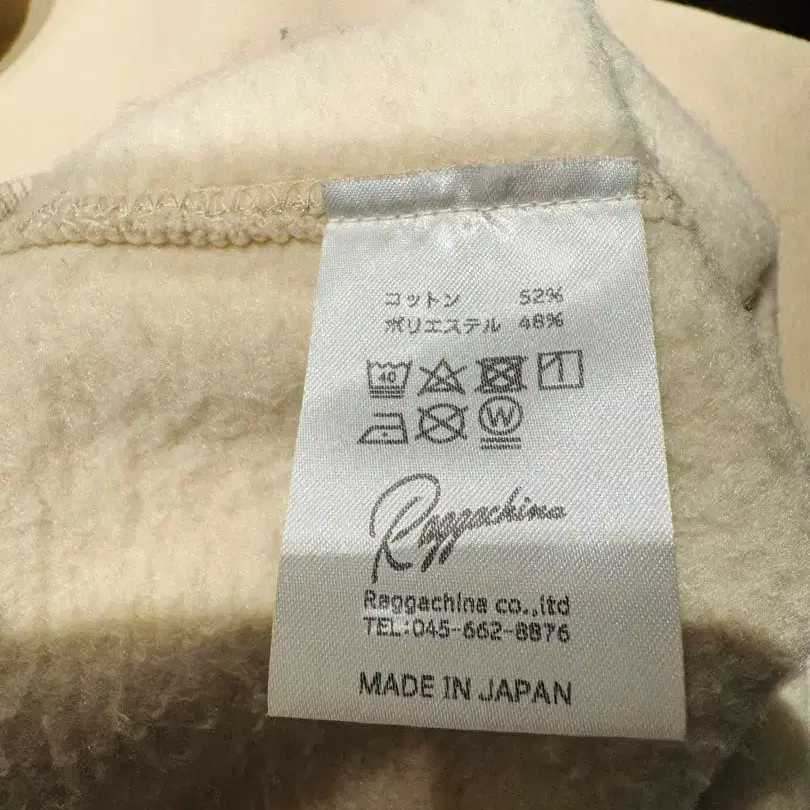 コットン 52%
ポリエステル 48%
40
W
Raggachina
Raggachina co.,ltd
TEL:045-662-8876
MADE IN JAPAN